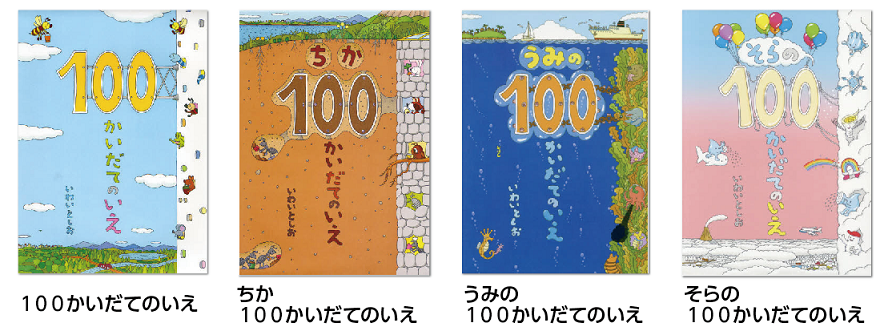 100
かいだてのいえ
いわいとしお
ちか
100
かいだてのいえ
いわいとしお
うみの
100
かいだてのいえ
いわいとしお
そらの
100
かいだてのいえ
いわいとしお
100かいだてのいえ
ちか
100かいだてのいえ
うみの
100かいだてのいえ
そらの
100かいだてのいえ